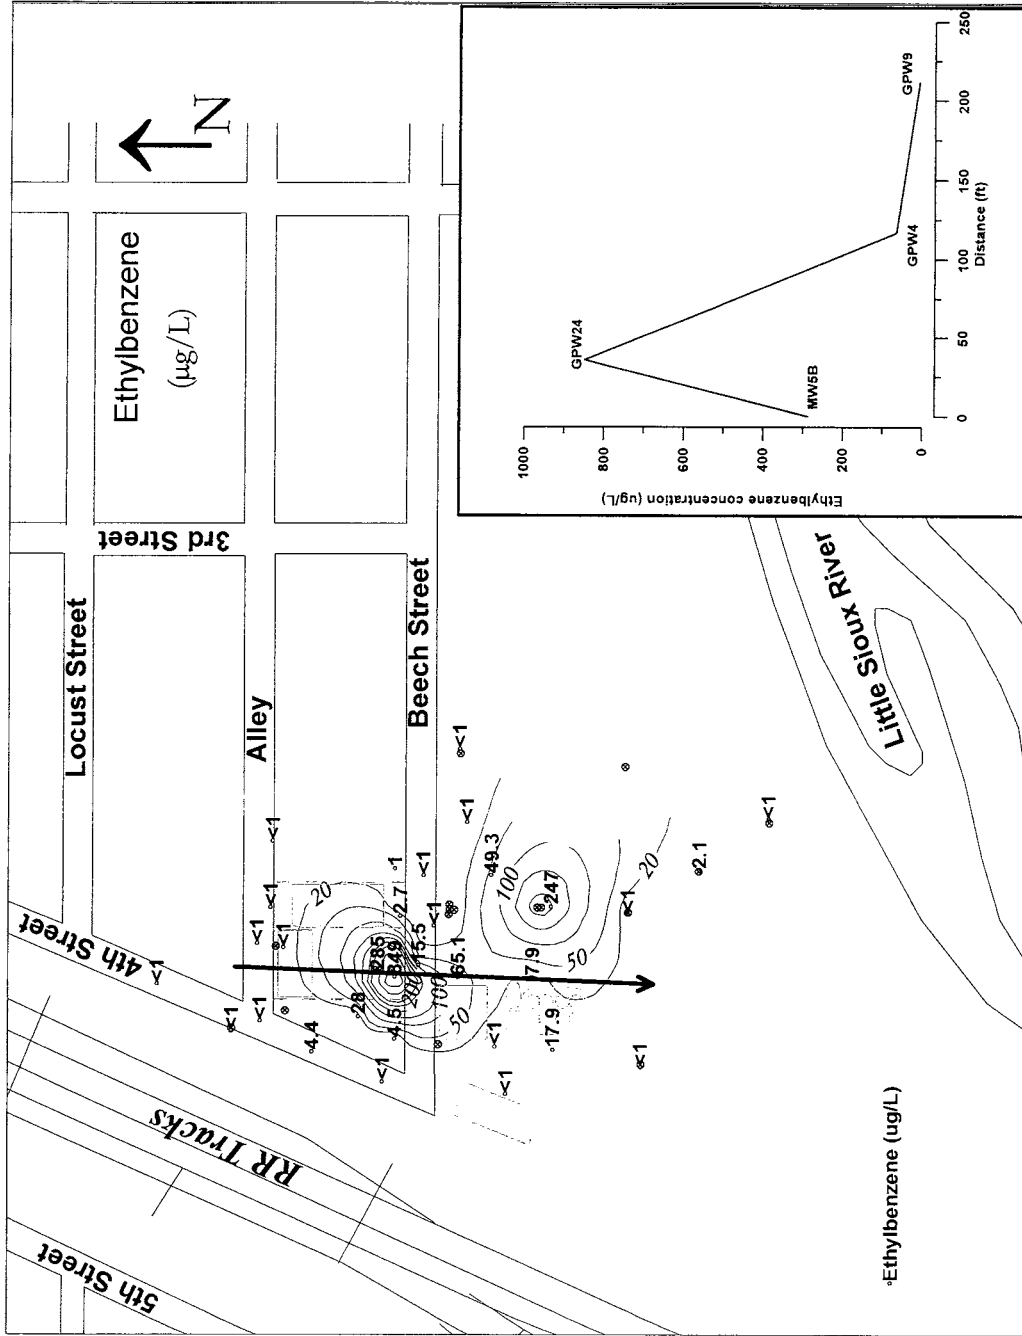 Locust Street
Alley
Beech Street
3rd Street
4th Street
5th Street
RR Tracks
Little Sioux River
Ethylbenzene
(µg/L)
N
<1
<1
<1
<1
<1
<1
<1
<1
4.4
28
4.5
285
849
15.5
2.7
1
<1
<1
<1
<1
65.1
49.3
247
7.9
17.9
<1
<1
<1
<1
2.1
<1
20
200
100
50
100
50
20
Ethylbenzene (ug/L)
Ethylbenzene concentration (ug/L)
1000
800
600
400
200
0
0
50
100
150
200
250
Distance (ft)
MW5B
GPW24
GPW4
GPW9